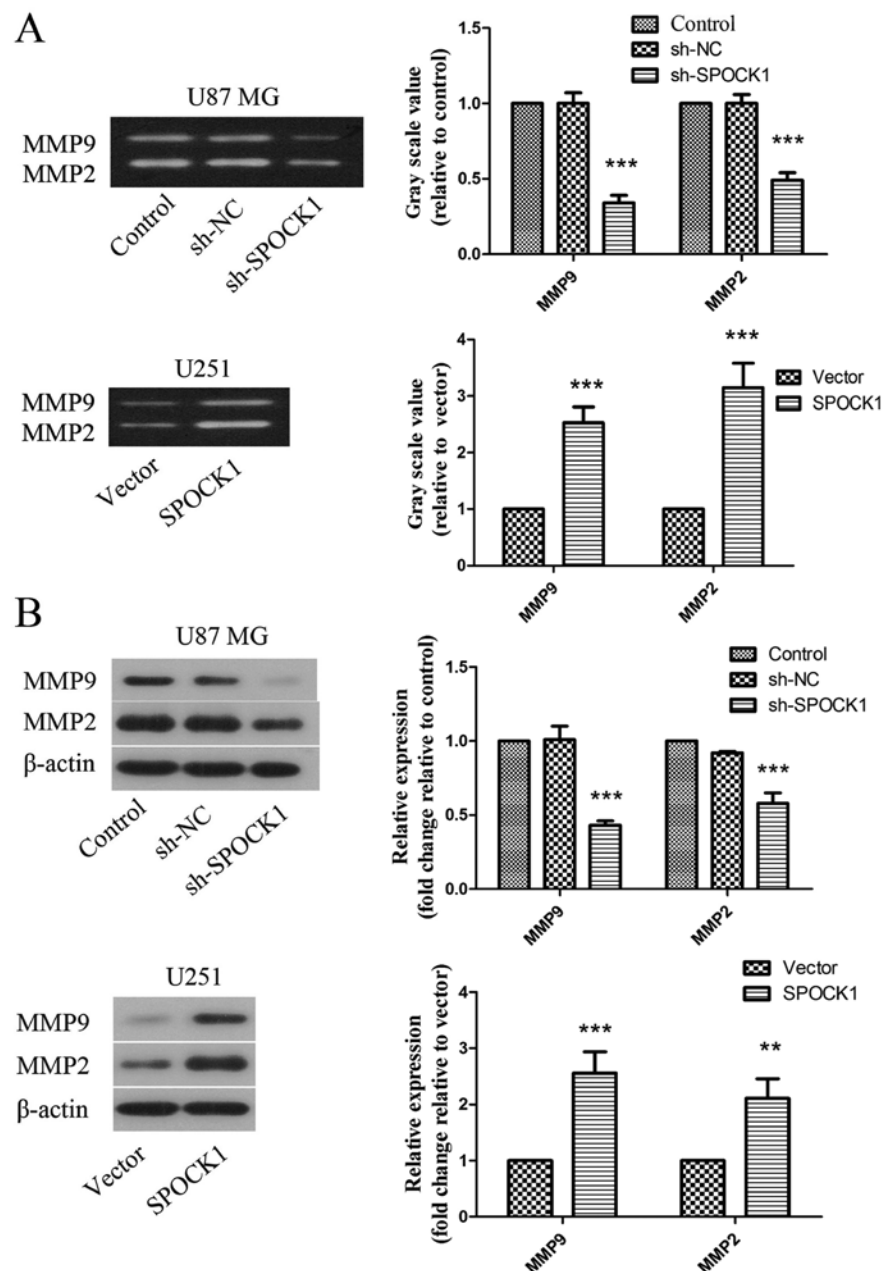 A
U87 MG
MMP9
MMP2
Control
sh-NC
sh-SPOCK1
Gray scale value
(relative to control)
1.5
1.0
0.5
0.0
Control
sh-NC
sh-SPOCK1
***
***
MMP9
MMP2
U251
MMP9
MMP2
Vector
SPOCK1
Gray scale value
(relative to vector)
4
3
2
1
0
Vector
SPOCK1
***
***
MMP9
MMP2
B
U87 MG
MMP9
MMP2
β-actin
Control
sh-NC
sh-SPOCK1
Relative expression
(fold change relative to control)
1.5
1.0
0.5
0.0
Control
sh-NC
sh-SPOCK1
***
***
MMP9
MMP2
U251
MMP9
MMP2
β-actin
Vector
SPOCK1
Relative expression
(fold change relative to vector)
4
3
2
1
0
Vector
SPOCK1
***
**
MMP9
MMP2